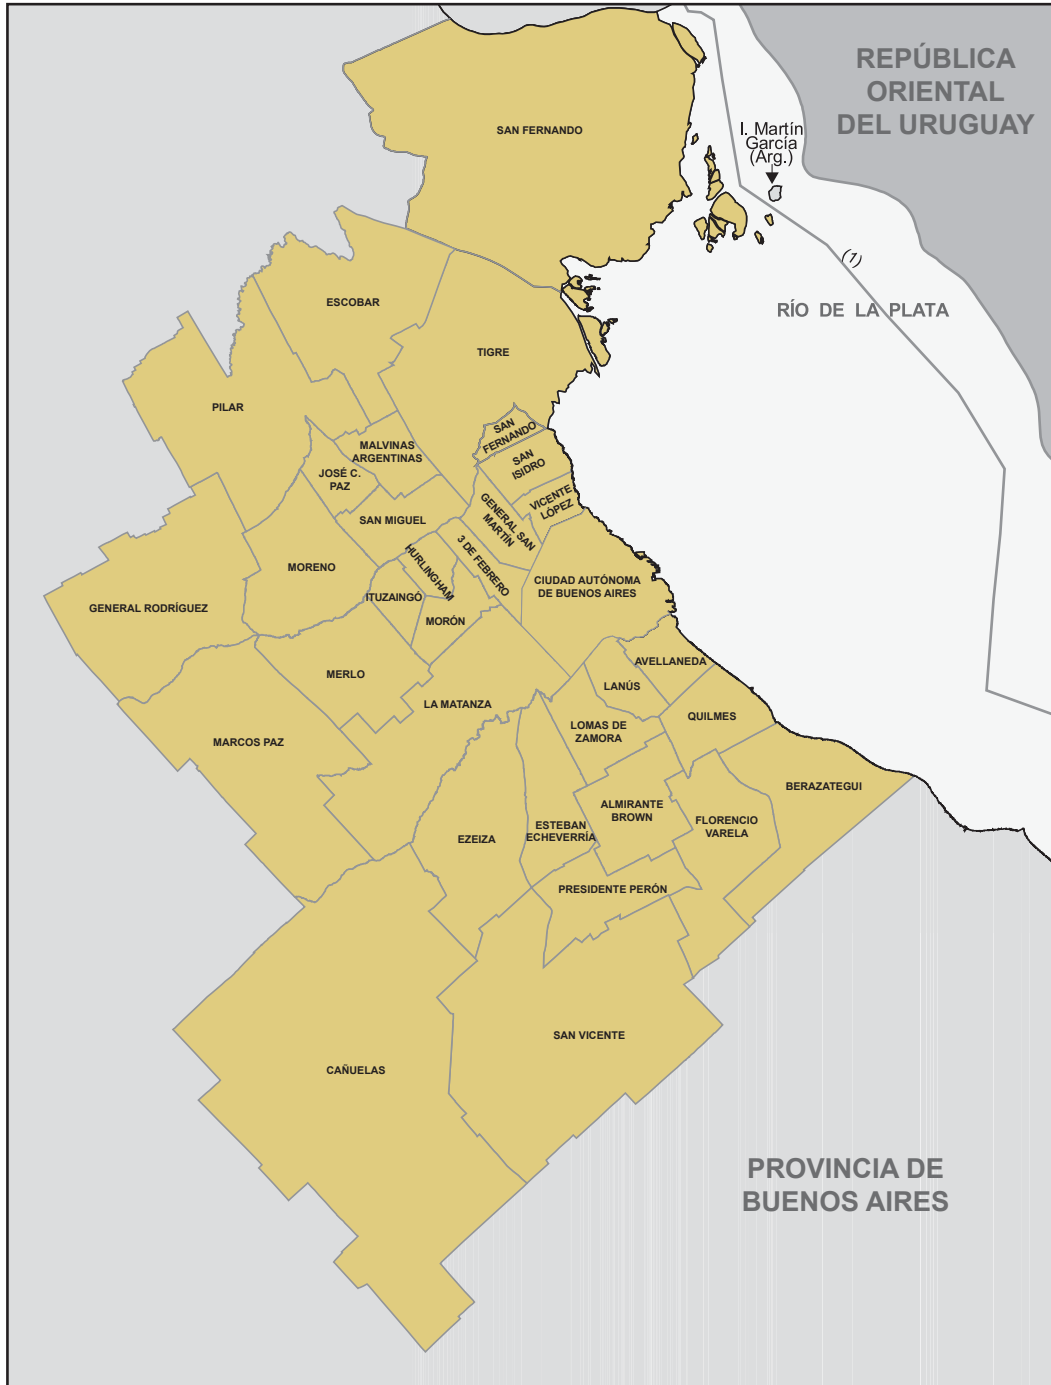 REPÚBLICA
ORIENTAL
DEL URUGUAY
I. Martín
García
(Arg.)
SAN FERNANDO
(1)
RÍO DE LA PLATA
ESCOBAR
TIGRE
PILAR
SAN
FERNANDO
MALVINAS
ARGENTINAS
SAN
ISIDRO
JOSÉ C.
PAZ
VICENTE
LÓPEZ
GENERAL SAN
MARTÍN
SAN MIGUEL
3 DE FEBRERO
HURLINGHAM
MORENO
CIUDAD AUTÓNOMA
DE BUENOS AIRES
ITUZAINGÓ
GENERAL RODRÍGUEZ
MORÓN
AVELLANEDA
MERLO
LANÚS
LA MATANZA
QUILMES
LOMAS DE
ZAMORA
MARCOS PAZ
BERAZATEGUI
ALMIRANTE
BROWN
FLORENCIO
VARELA
ESTEBAN
ECHEVERRÍA
EZEIZA
PRESIDENTE PERÓN
SAN VICENTE
CAÑUELAS
PROVINCIA DE
BUENOS AIRES